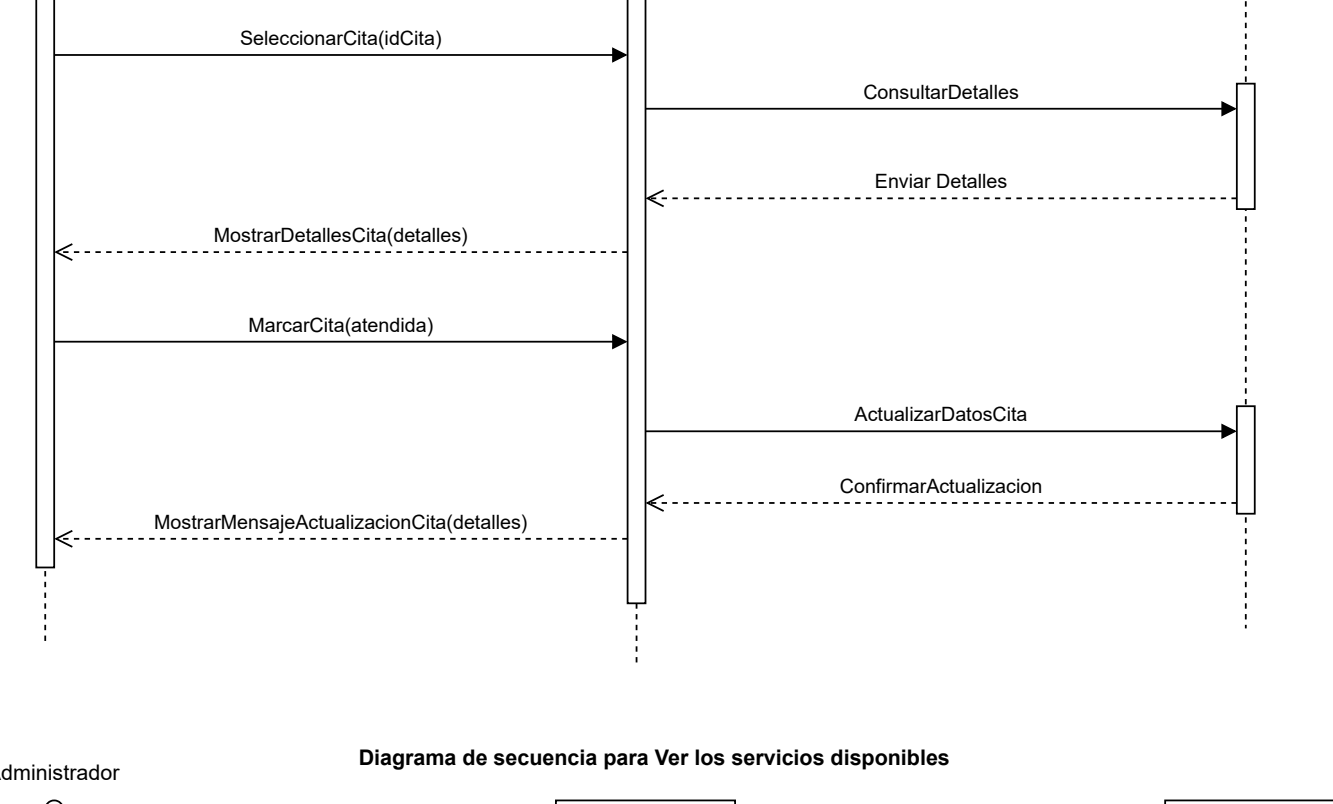 SeleccionarCita(idCita)
ConsultarDetalles
Enviar Detalles
MostrarDetallesCita(detalles)
MarcarCita(atendida)
ActualizarDatosCita
ConfirmarActualizacion
MostrarMensajeActualizacionCita(detalles)
Diagrama de secuencia para Ver los servicios disponibles
dministrador